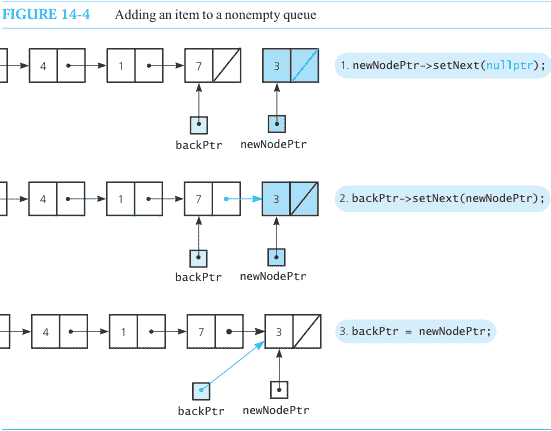 FIGURE 14-4 Adding an item to a nonempty queue
4 1 7 3 1. newNodePtr->setNext(nullptr);
backPtr newNodePtr
4 1 7 3 2. backPtr->setNext(newNodePtr);
backPtr newNodePtr
4 1 7 3 3. backPtr = newNodePtr;
backPtr newNodePtr